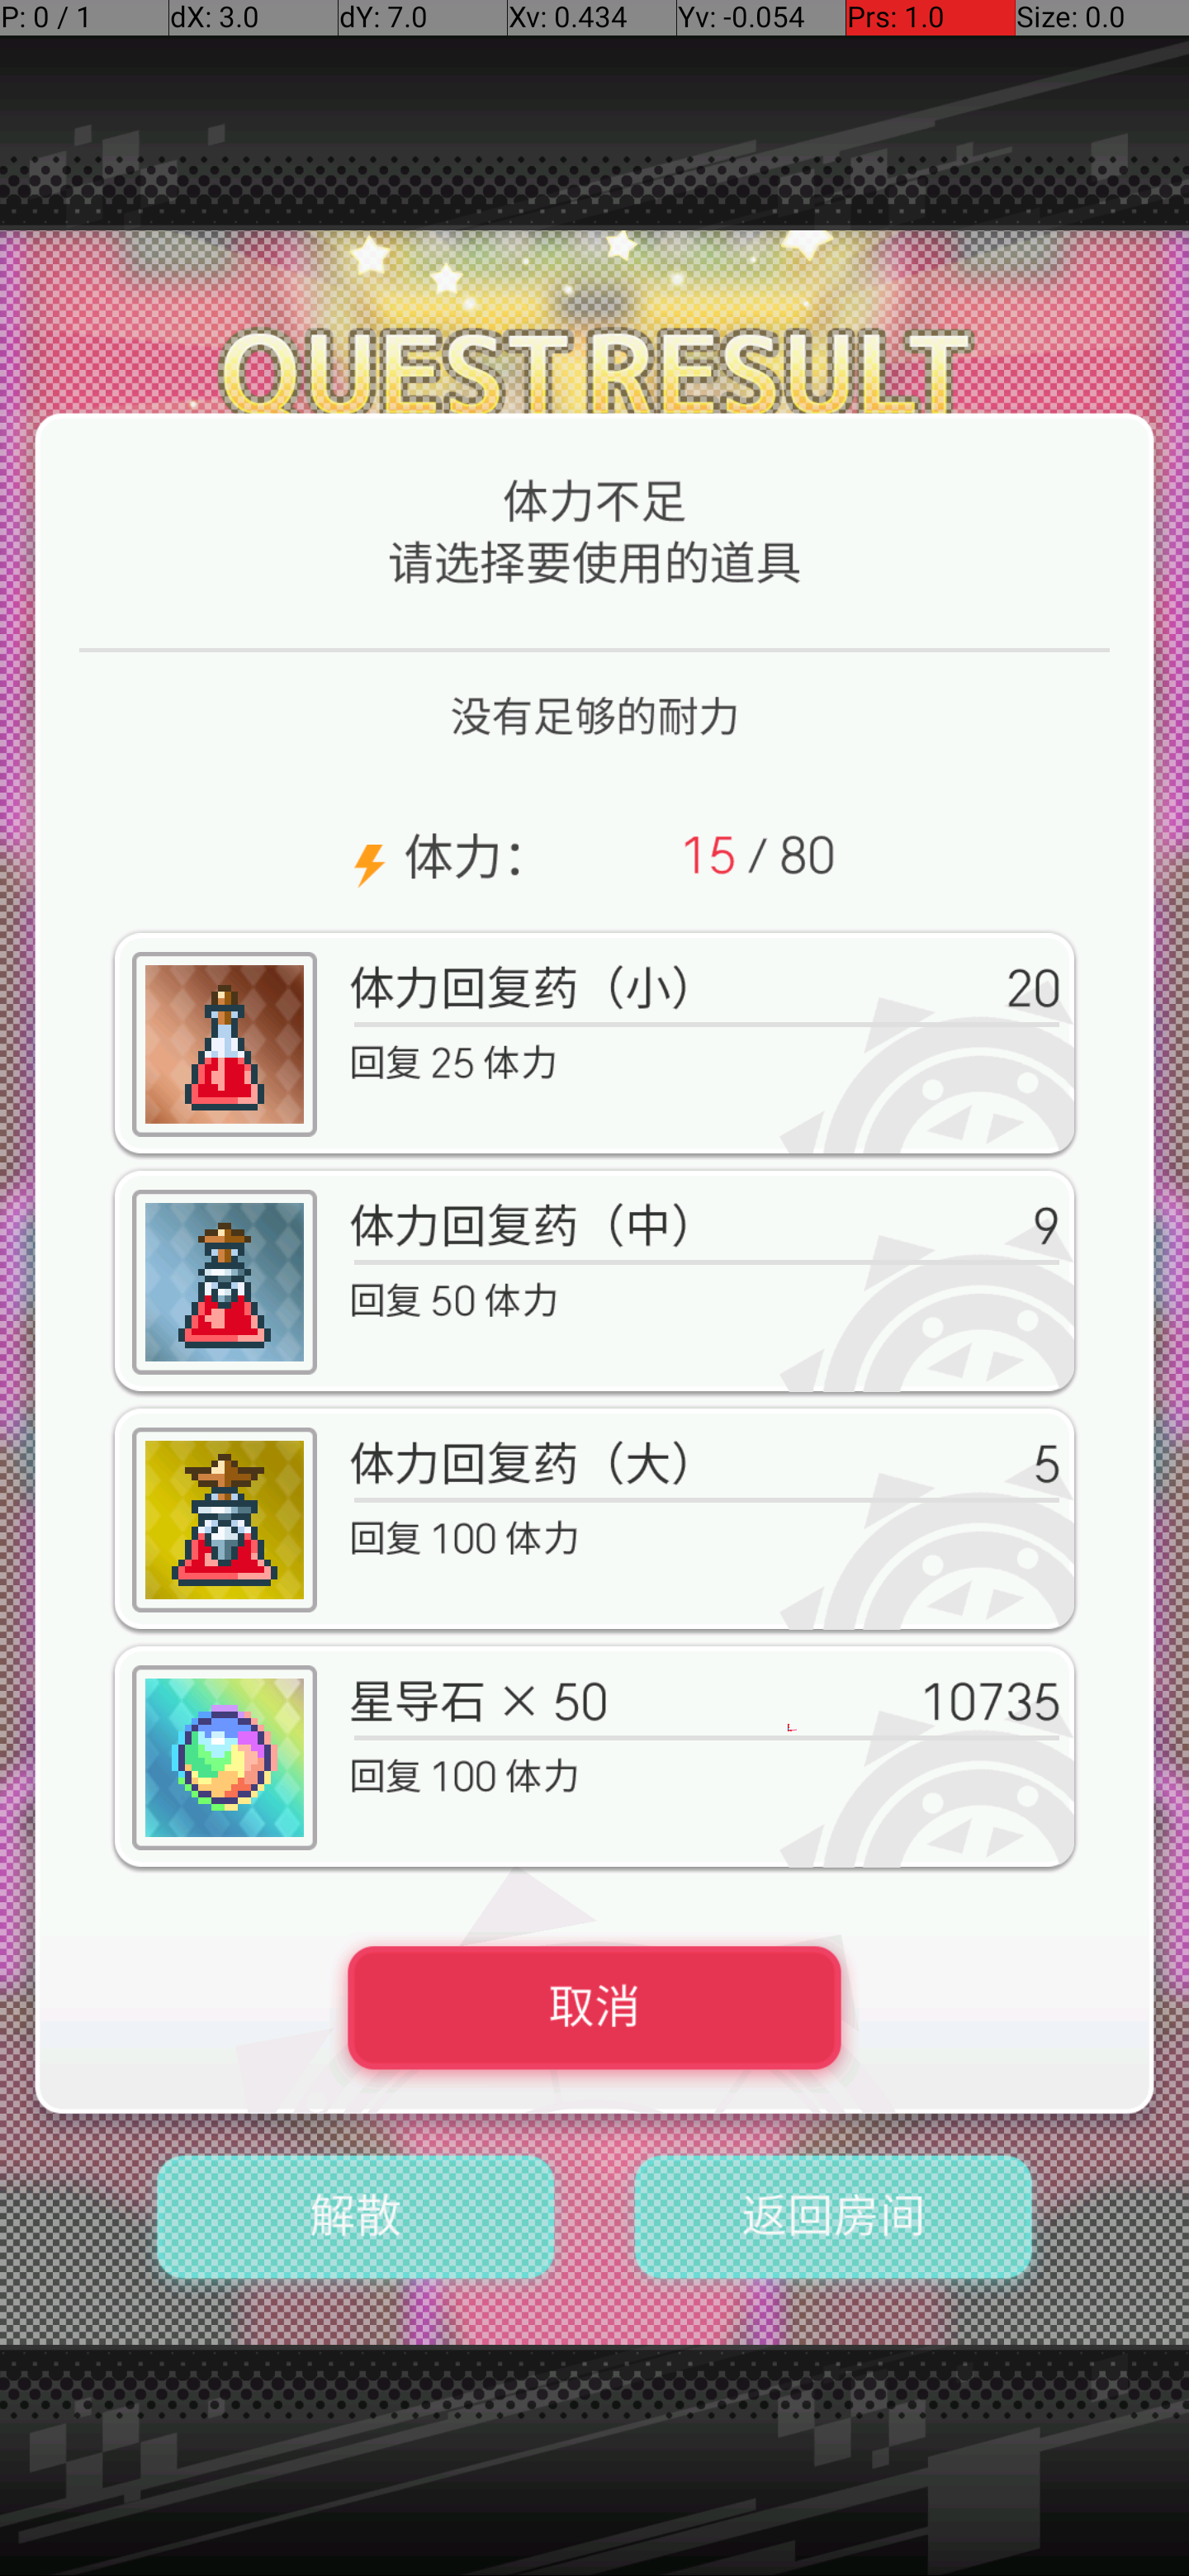 P: 0 / 1 dX: 3.0 dY: 7.0 Xv: 0.434 Yv: -0.054 Prs: 1.0 Size: 0.0
QUEST RESULT
体力不足
请选择要使用的道具
没有足够的耐力
体力： 15 / 80
体力回复药（小） 20
回复 25 体力
体力回复药（中） 9
回复 50 体力
体力回复药（大） 5
回复 100 体力
星导石 × 50 10735
回复 100 体力
取消
解散 返回房间